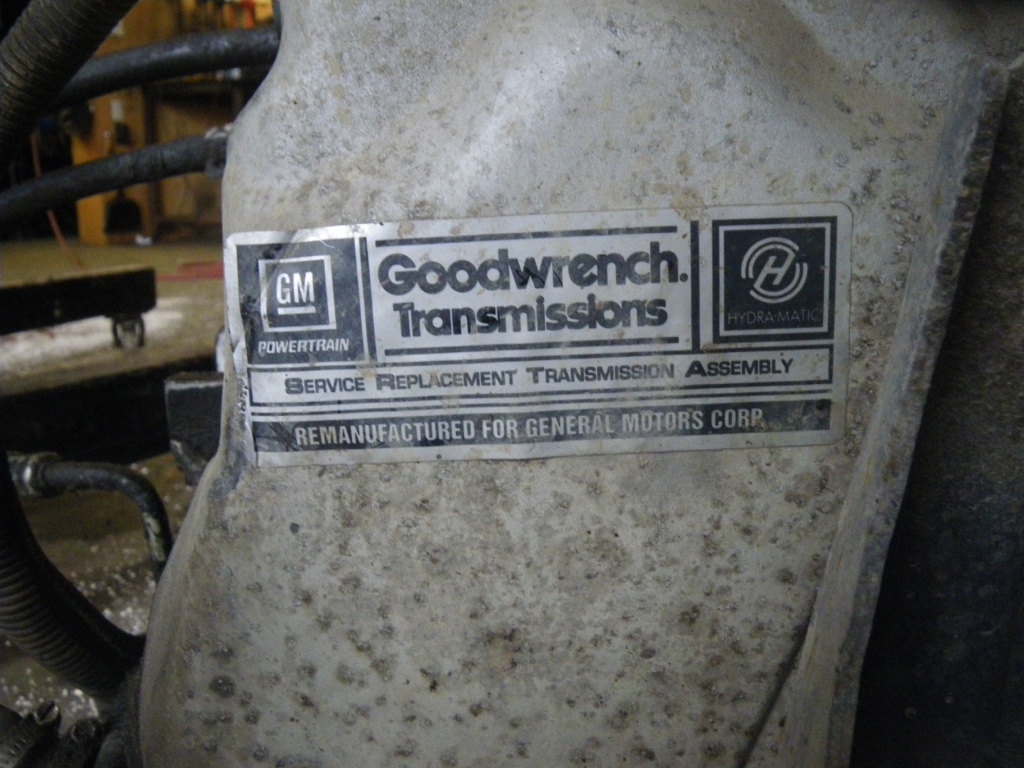 GM
POWERTRAIN
Goodwrench.
Transmissions
H
HYDRA-MATIC
SERVICE REPLACEMENT TRANSMISSION ASSEMBLY
REMANUFACTURED FOR GENERAL MOTORS CORP.